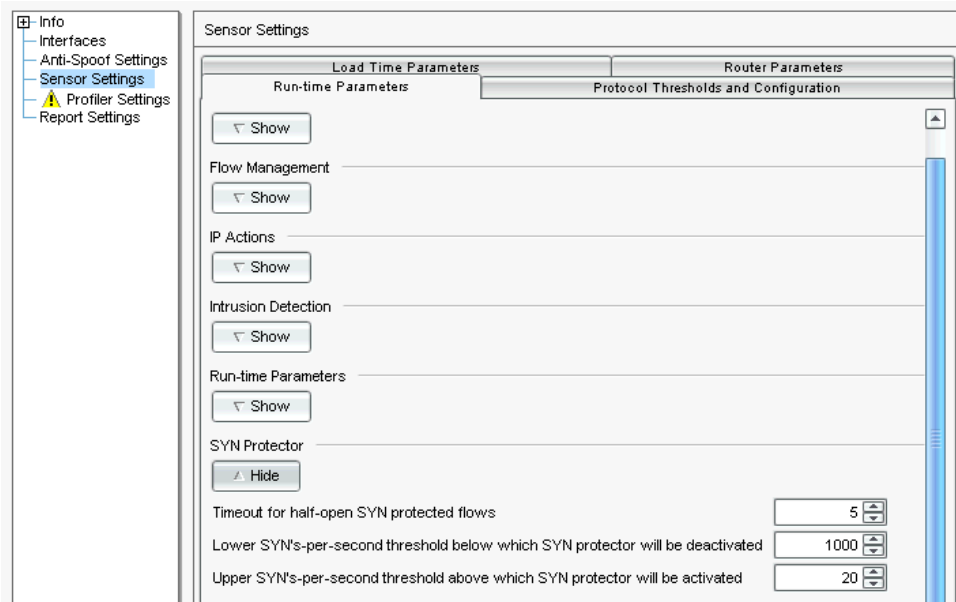 Info
Interfaces
Anti-Spoof Settings
Sensor Settings
Profiler Settings
Report Settings
Sensor Settings
Load Time Parameters
Router Parameters
Run-time Parameters
Protocol Thresholds and Configuration
Show
Flow Management
Show
IP Actions
Show
Intrusion Detection
Show
Run-time Parameters
Show
SYN Protector
Hide
Timeout for half-open SYN protected flows 5
Lower SYN's-per-second threshold below which SYN protector will be deactivated 1000
Upper SYN's-per-second threshold above which SYN protector will be activated 20